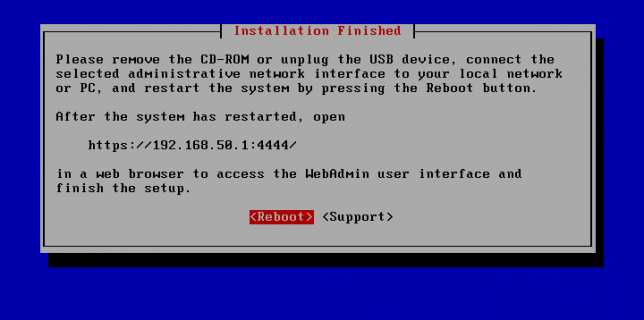 Installation Finished
Please remove the CD-ROM or unplug the USB device, connect the
selected administrative network interface to your local network
or PC, and restart the system by pressing the Reboot button.
After the system has restarted, open
https://192.168.50.1:4444/
in a web browser to access the WebAdmin user interface and
finish the setup.
<Reboot> <Support>